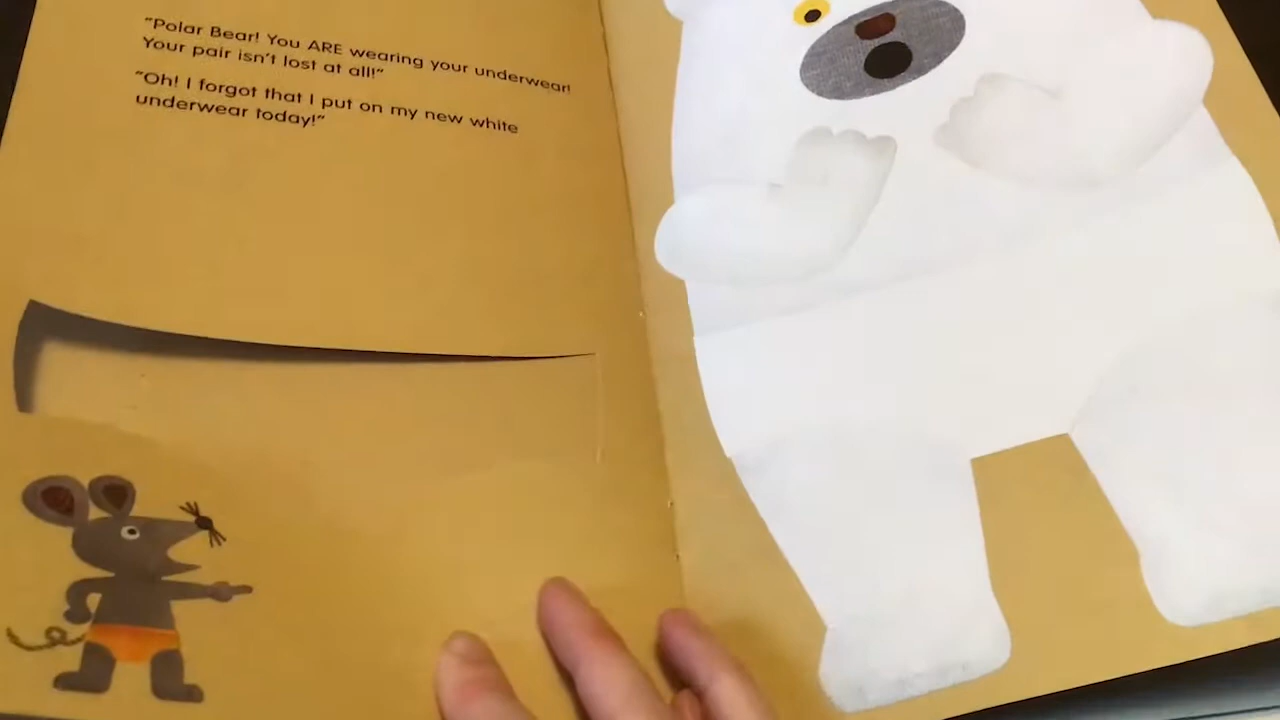 “Polar Bear! You ARE wearing your underwear!
Your pair isn’t lost at all!”
“Oh! I forgot that I put on my new white
underwear today!”